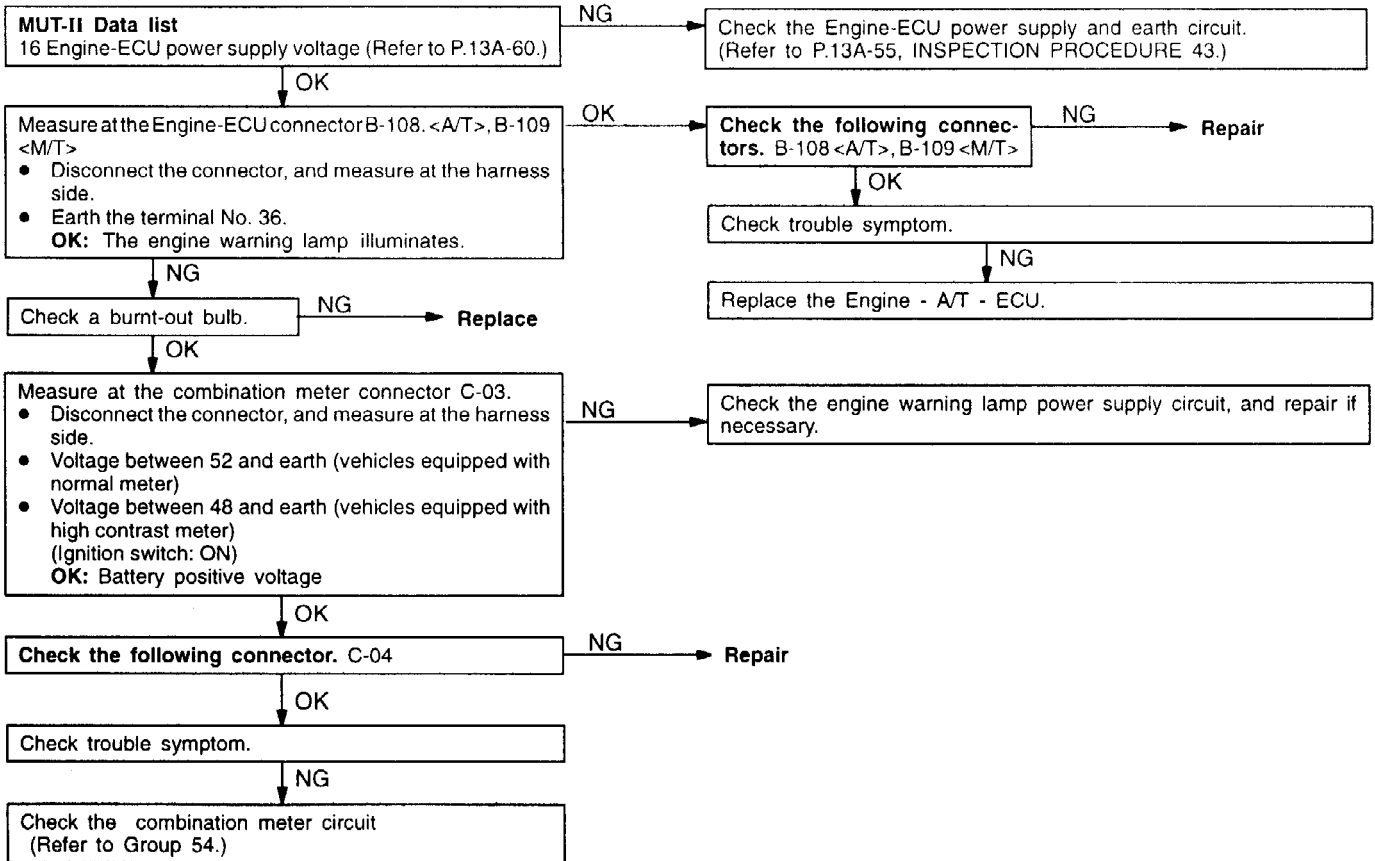 MUT-II Data list
16 Engine-ECU power supply voltage (Refer to P.13A-60.)
NG
Check the Engine-ECU power supply and earth circuit.
(Refer to P.13A-55, INSPECTION PROCEDURE 43.)
OK
Measure at the Engine-ECU connector B-108. <A/T>, B-109
<M/T>
● Disconnect the connector, and measure at the harness
side.
● Earth the terminal No. 36.
OK: The engine warning lamp illuminates.
OK
Check the following connec-
tors. B-108 <A/T>, B-109 <M/T>
NG
Repair
OK
Check trouble symptom.
NG
Replace the Engine - A/T - ECU.
NG
Check a burnt-out bulb.
NG
Replace
OK
Measure at the combination meter connector C-03.
● Disconnect the connector, and measure at the harness
side.
● Voltage between 52 and earth (vehicles equipped with
normal meter)
● Voltage between 48 and earth (vehicles equipped with
high contrast meter)
(Ignition switch: ON)
OK: Battery positive voltage
NG
Check the engine warning lamp power supply circuit, and repair if
necessary.
OK
Check the following connector. C-04
NG
Repair
OK
Check trouble symptom.
NG
Check the combination meter circuit
(Refer to Group 54.)